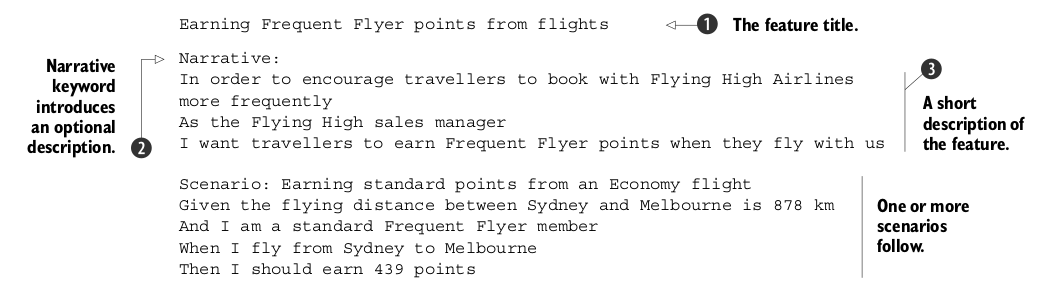 Earning Frequent Flyer points from flights
1 The feature title.
Narrative:
In order to encourage travellers to book with Flying High Airlines
more frequently
As the Flying High sales manager
I want travellers to earn Frequent Flyer points when they fly with us
Narrative
keyword
introduces
an optional
description. 2
3
A short
description of
the feature.
Scenario: Earning standard points from an Economy flight
Given the flying distance between Sydney and Melbourne is 878 km
And I am a standard Frequent Flyer member
When I fly from Sydney to Melbourne
Then I should earn 439 points
One or more
scenarios
follow.